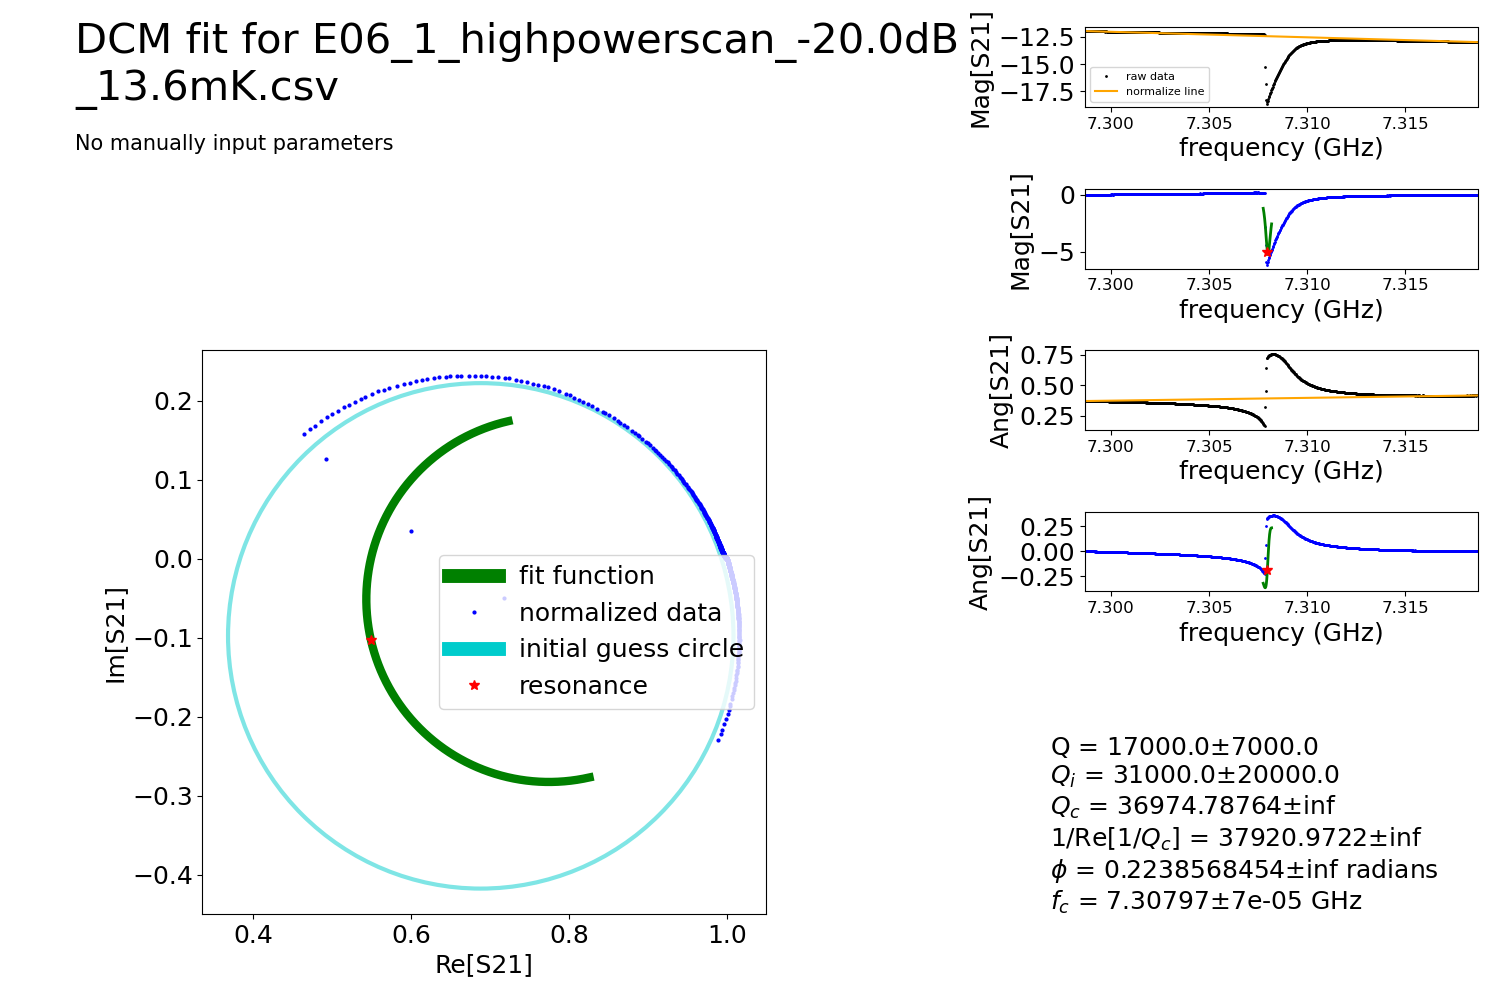 DCM fit for E06_1_highpowerscan_-20.0dB
_13.6mK.csv
No manually input parameters
Mag[S21]
−12.5
−15.0
−17.5
raw data
normalize line
7.300
7.305
7.310
7.315
frequency (GHz)
Mag[S21]
0
−5
7.300
7.305
7.310
7.315
frequency (GHz)
Ang[S21]
0.75
0.50
0.25
7.300
7.305
7.310
7.315
frequency (GHz)
Ang[S21]
0.25
0.00
−0.25
7.300
7.305
7.310
7.315
frequency (GHz)
Im[S21]
0.2
0.1
0.0
−0.1
−0.2
−0.3
−0.4
fit function
normalized data
initial guess circle
resonance
0.4
0.6
0.8
1.0
Re[S21]
Q = 17000.0±7000.0
Q_i = 31000.0±20000.0
Q_c = 36974.78764±inf
1/Re[1/Q_c] = 37920.9722±inf
ϕ = 0.2238568454±inf radians
f_c = 7.30797±7e-05 GHz